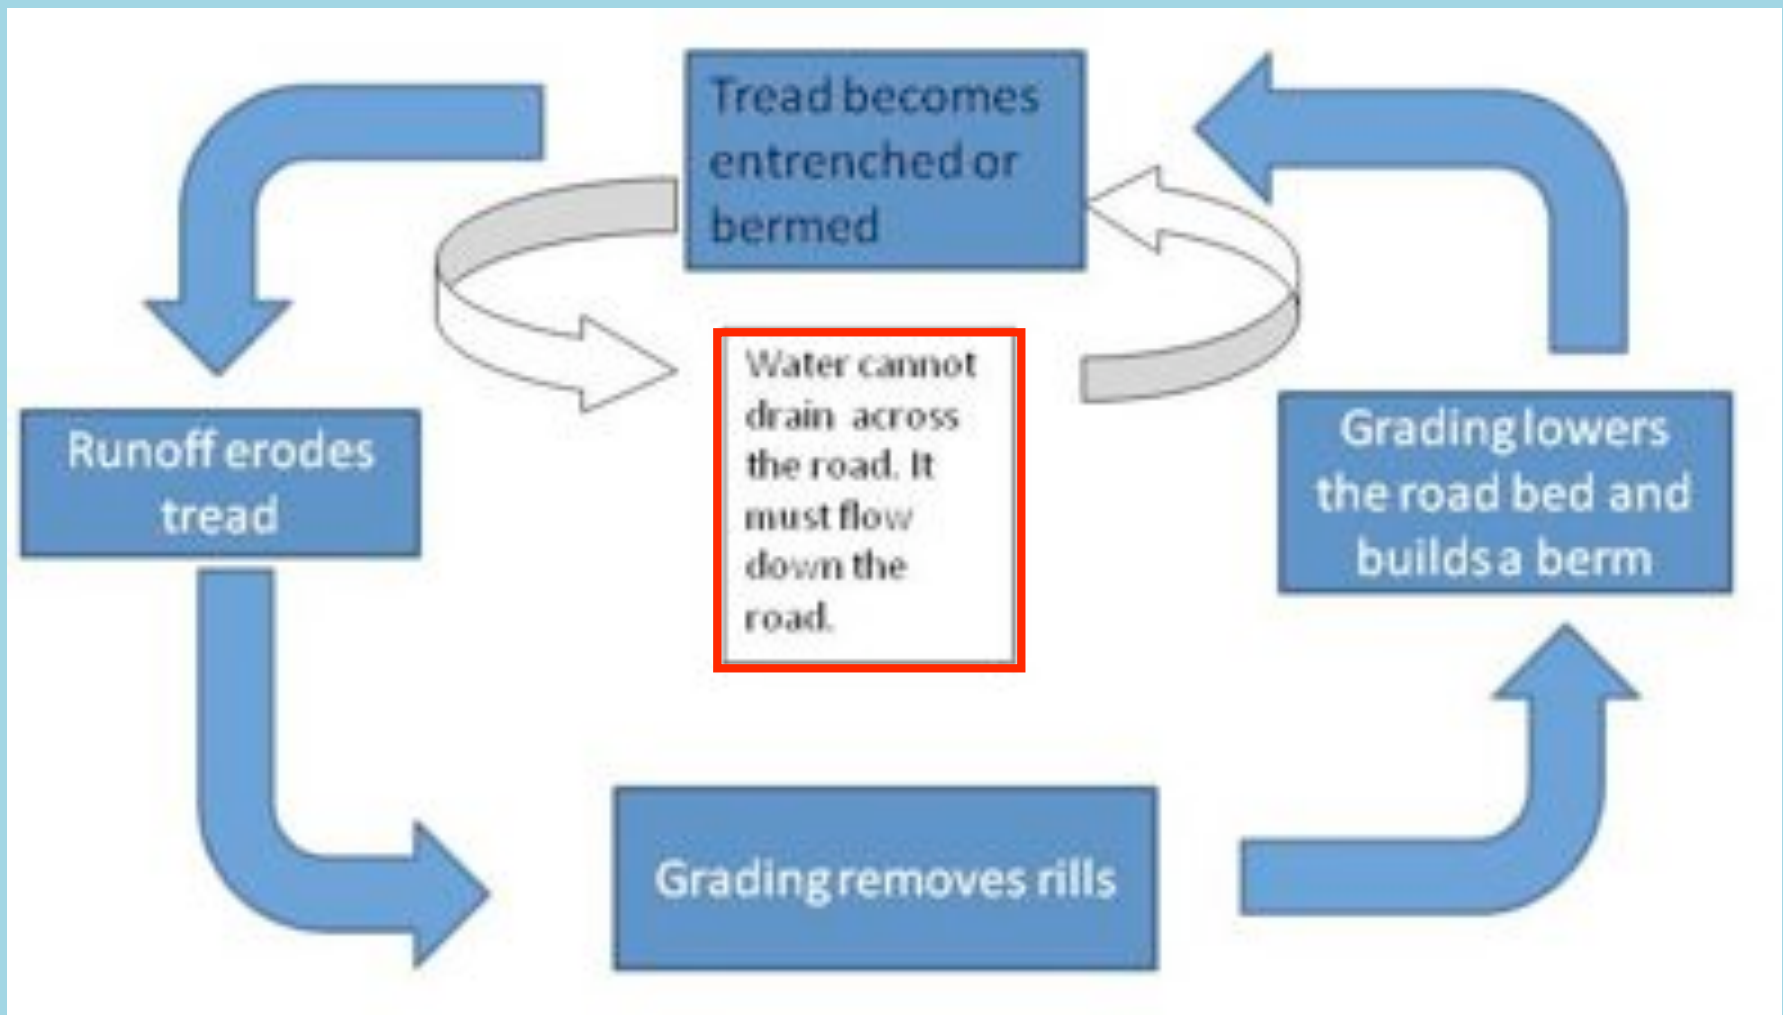 Tread becomes
entrenched or
bermed
Runoff erodes
tread
Water cannot
drain across
the road. It
must flow
down the
road.
Grading lowers
the road bed and
builds a berm
Grading removes rills